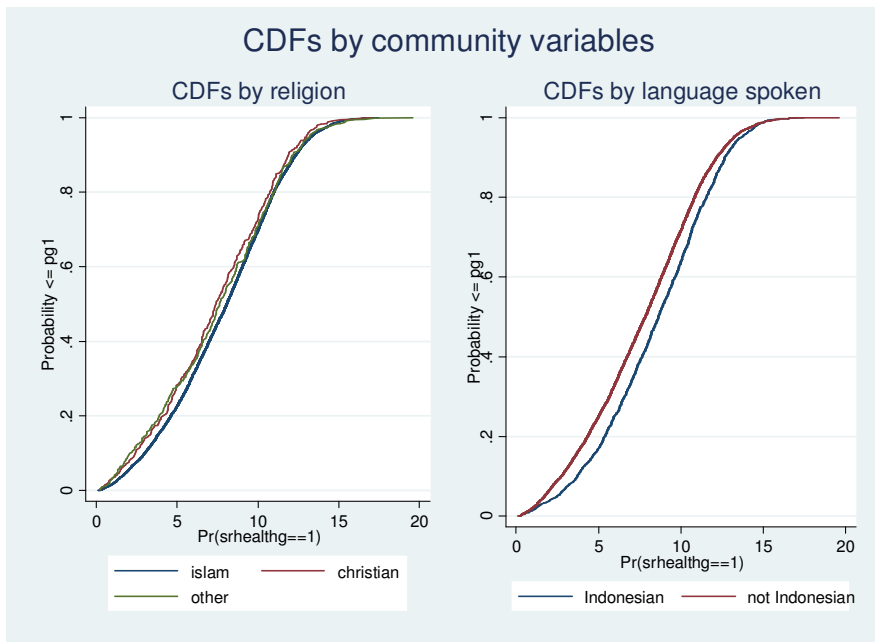 CDFs by community variables
CDFs by religion
Probability <= pg1
0
.2
.4
.6
.8
1
0 5 10 15 20
Pr(srhealthg==1)
islam christian
other
CDFs by language spoken
Probability <= pg1
0
.2
.4
.6
.8
1
0 5 10 15 20
Pr(srhealthg==1)
Indonesian not Indonesian